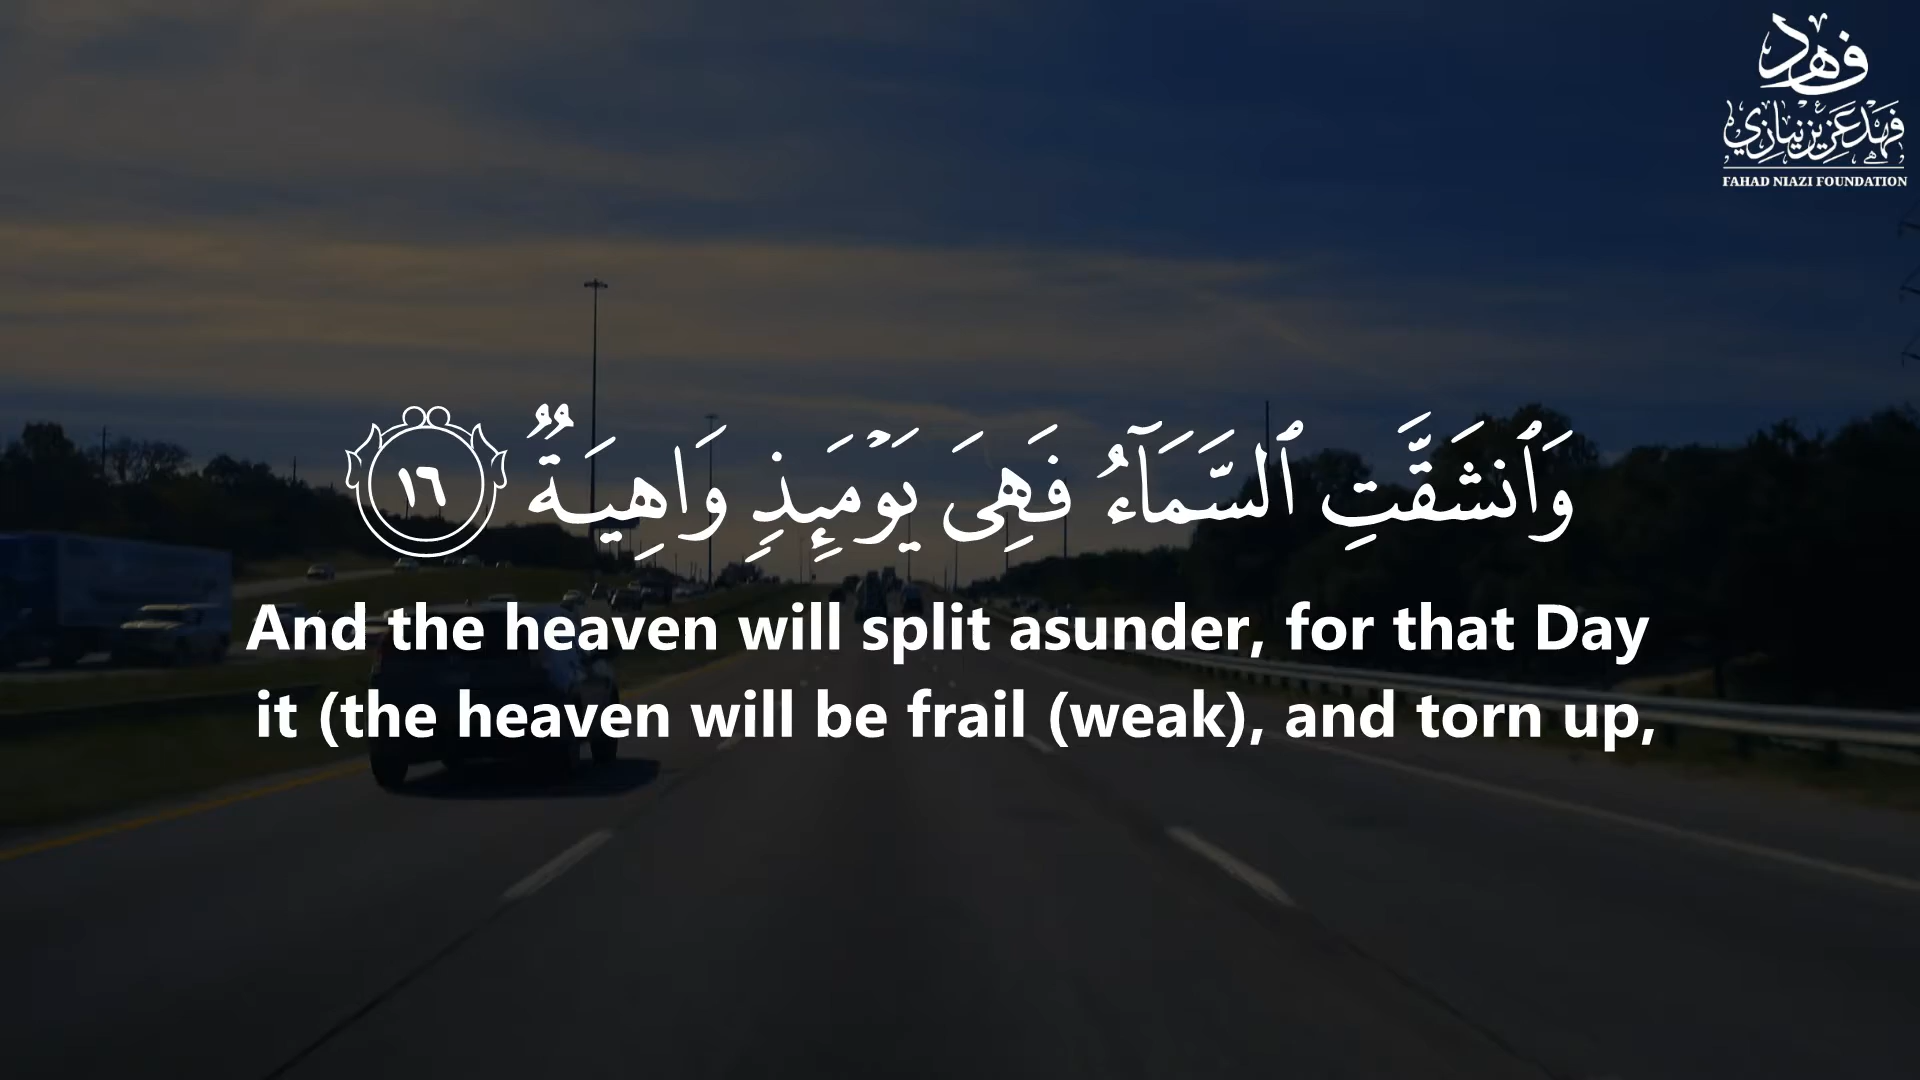 فهد
فهد عزيز نيازي
FAHAD NIAZI FOUNDATION
وَٱنشَقَّتِ ٱلسَّمَآءُ فَهِىَ يَوْمَئِذٍ وَاهِيَةٌ ١٦
And the heaven will split asunder, for that Day
it (the heaven will be frail (weak), and torn up,